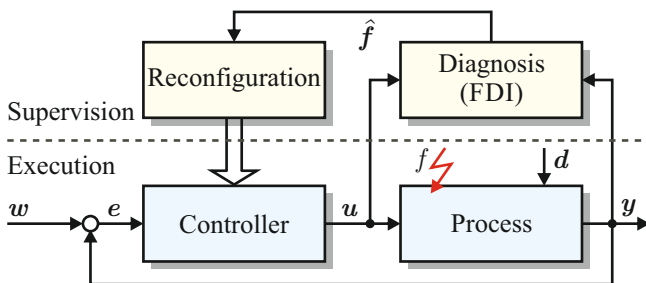 f̂
Reconfiguration
Diagnosis
(FDI)
Supervision
Execution
f
d
w
e
Controller
u
Process
y